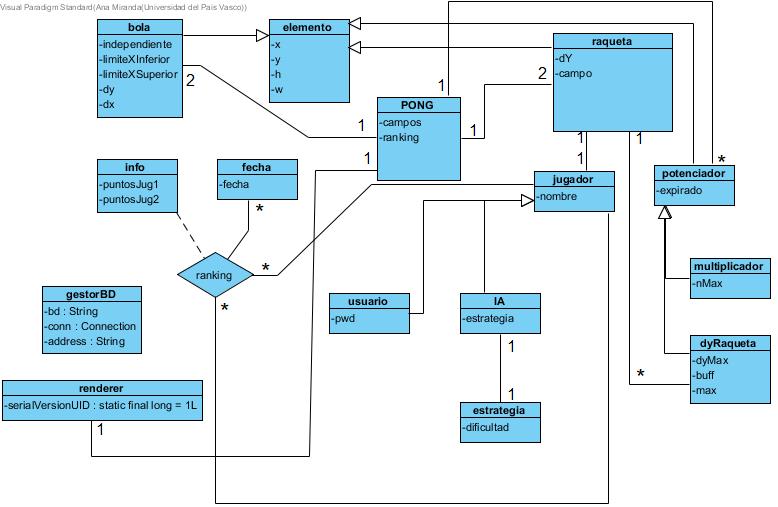 Visual Paradigm Standard(Ana Miranda(Universidad del Pais Vasco))
bola
-independiente
-limiteXInferior
-limiteXSuperior
-dy
-dx
elemento
-x
-y
-h
-w
raqueta
-dY
-campo
PONG
-campos
-ranking
info
-puntosJug1
-puntosJug2
fecha
-fecha
jugador
-nombre
potenciador
-expirado
ranking
gestorBD
-bd : String
-conn : Connection
-address : String
usuario
-pwd
IA
-estrategia
multiplicador
-nMax
dyRaqueta
-dyMax
-buff
-max
renderer
-serialVersionUID : static final long = 1L
estrategia
-dificultad
2
1
1
1
1
2
1
1
1
*
*
*
*
*
1
1
1